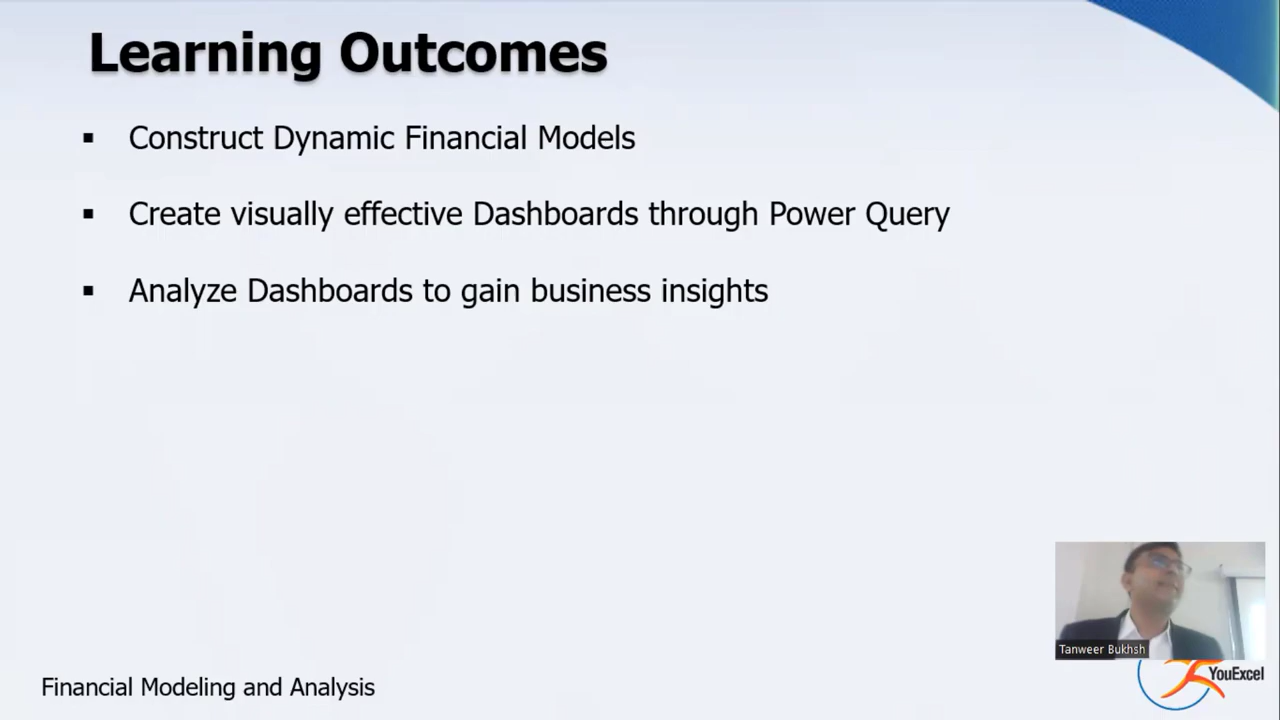 Learning Outcomes
▪ Construct Dynamic Financial Models
▪ Create visually effective Dashboards through Power Query
▪ Analyze Dashboards to gain business insights
Tanweer Bukhsh
YouExcel
Financial Modeling and Analysis